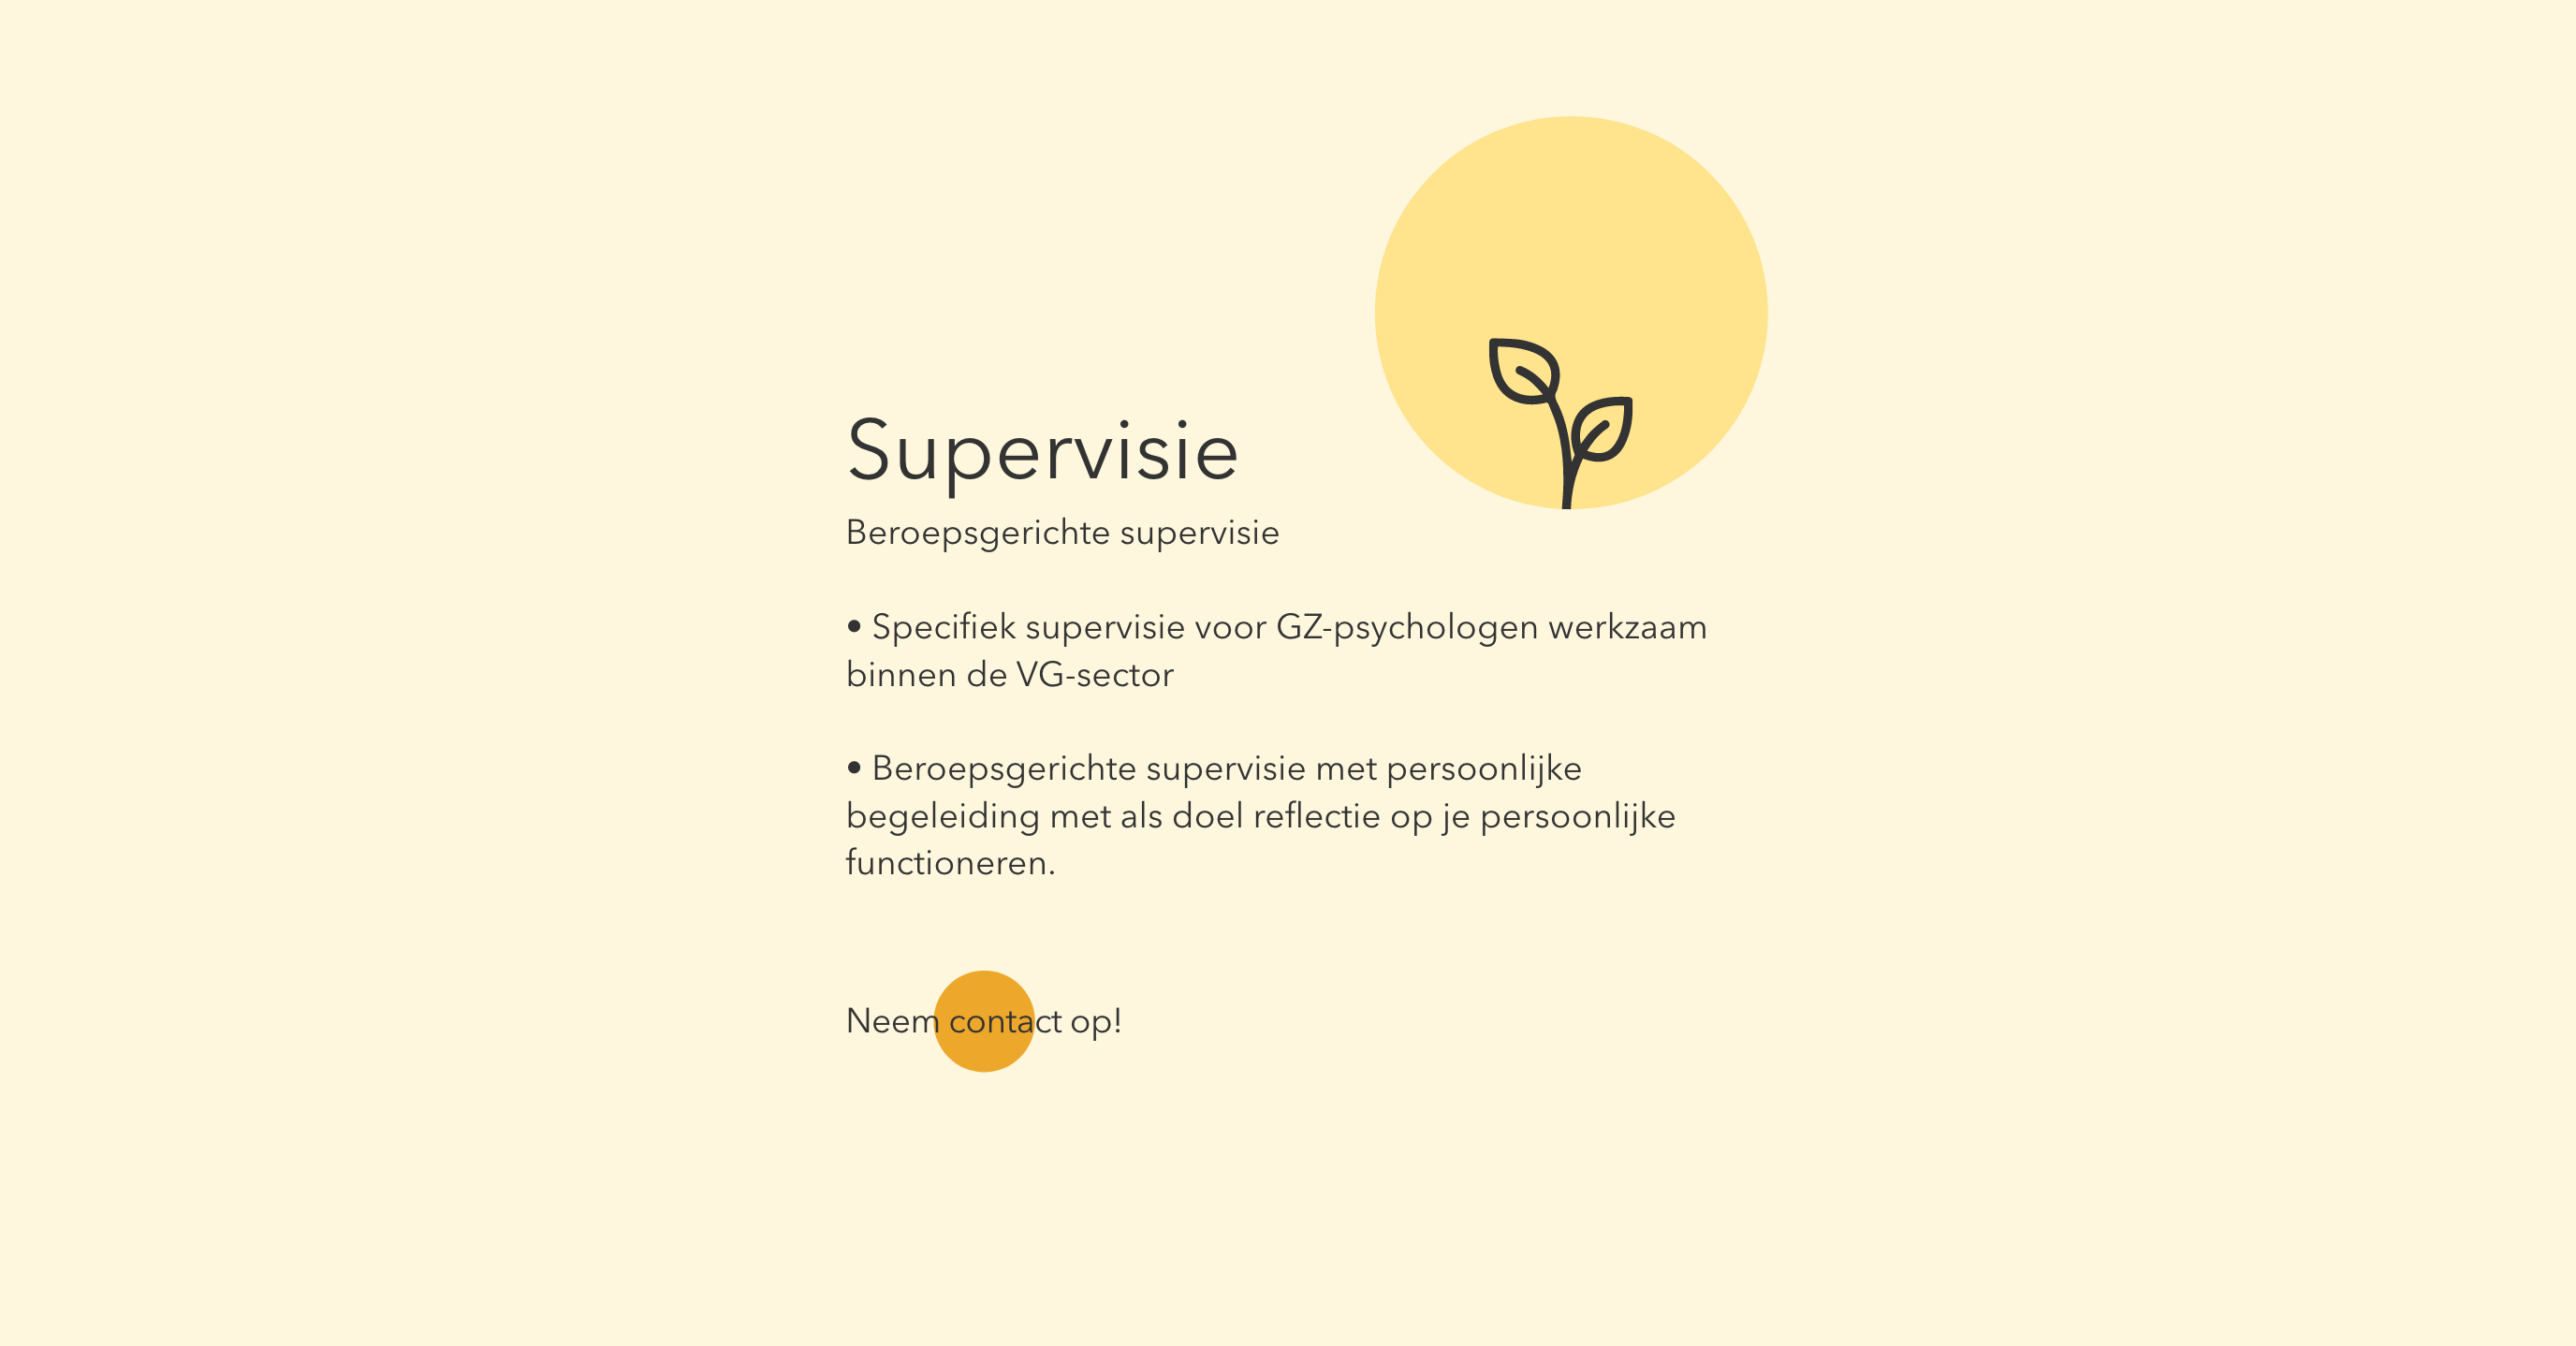 Supervisie
Beroepsgerichte supervisie
• Specifiek supervisie voor GZ-psychologen werkzaam
binnen de VG-sector
• Beroepsgerichte supervisie met persoonlijke
begeleiding met als doel reflectie op je persoonlijke
functioneren.
Neem contact op!